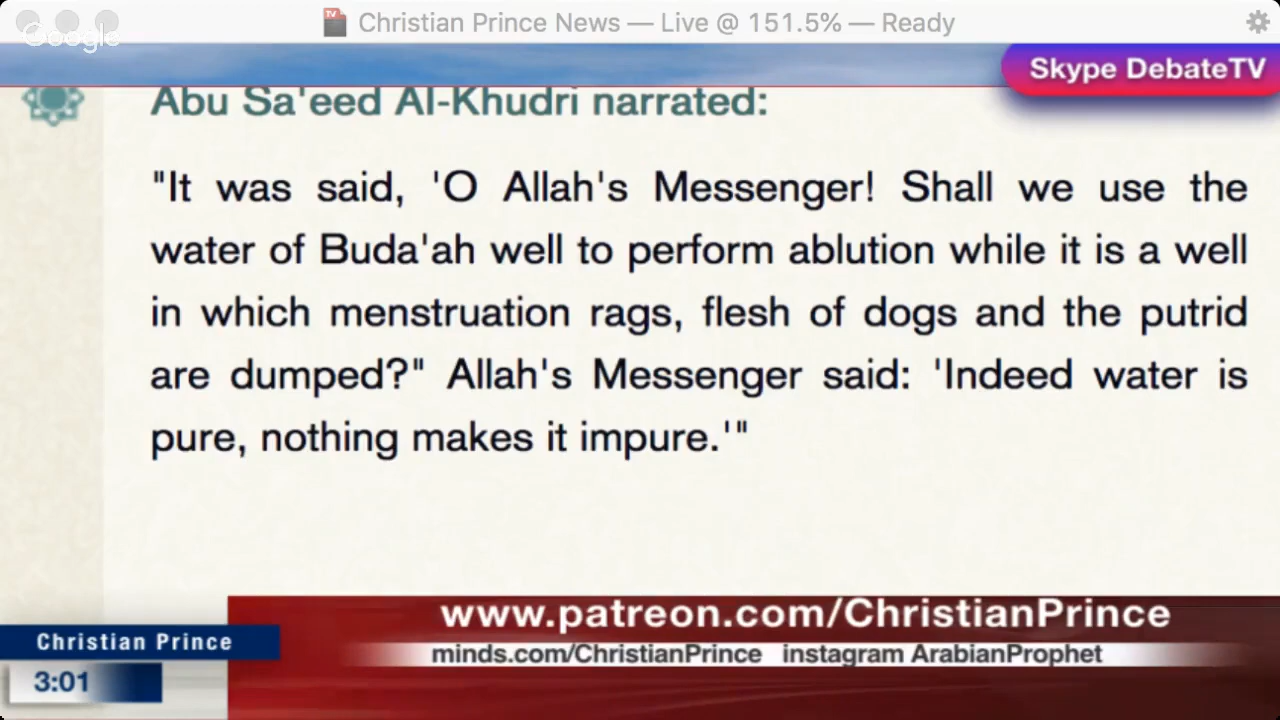 Christian Prince News — Live @ 151.5% — Ready
Google
Skype DebateTV
Abu Sa'eed Al-Khudri narrated:
"It was said, 'O Allah's Messenger! Shall we use the
water of Buda'ah well to perform ablution while it is a well
in which menstruation rags, flesh of dogs and the putrid
are dumped?" Allah's Messenger said: 'Indeed water is
pure, nothing makes it impure.'"
www.patreon.com/ChristianPrince
Christian Prince
minds.com/ChristianPrince instagram ArabianProphet
3:01